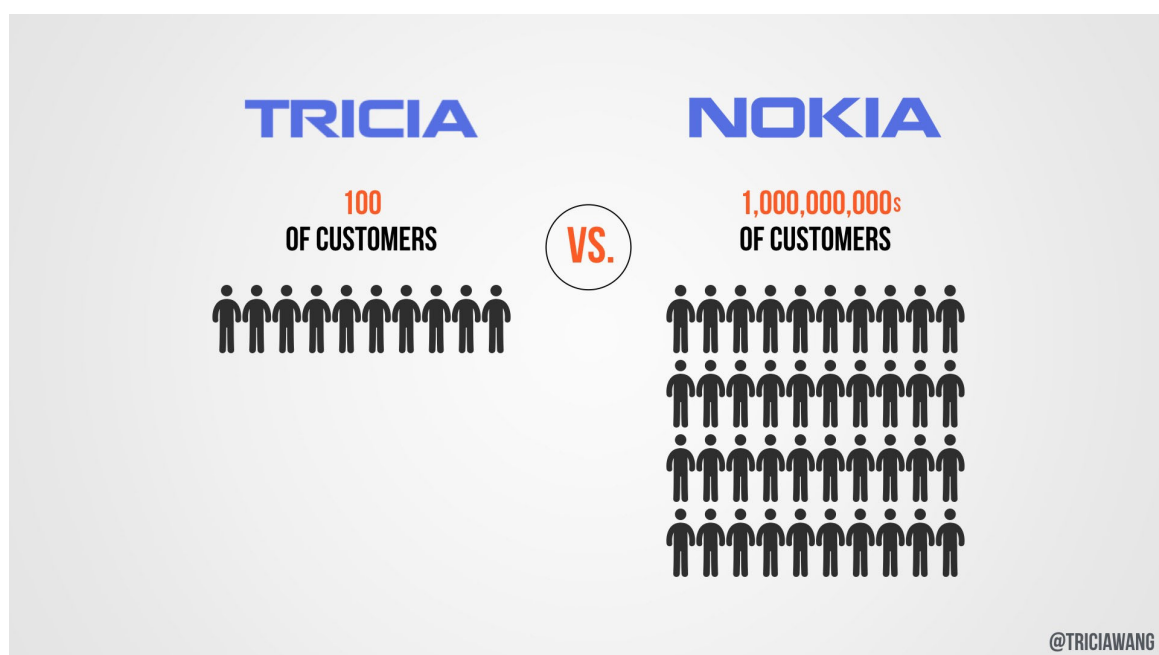 TRICIA
100
OF CUSTOMERS
VS.
NOKIA
1,000,000,000s
OF CUSTOMERS
@TRICIAWANG